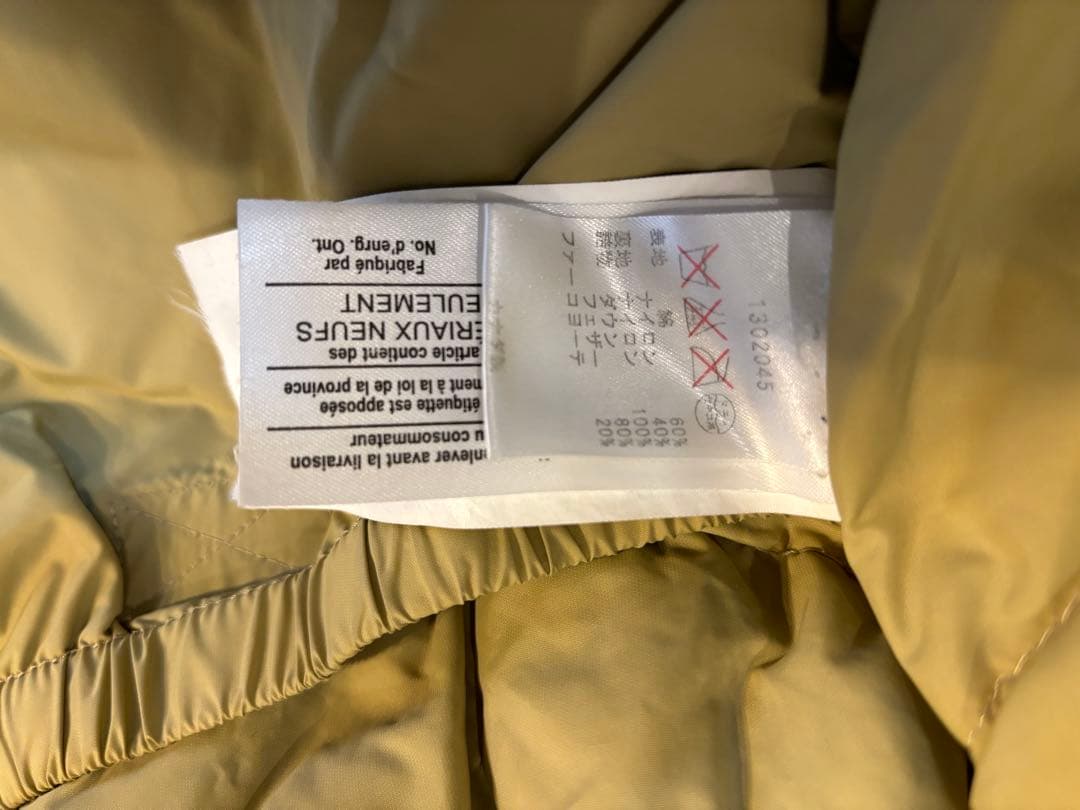 nlever avant la livraison
u consommateur
étiquette est apposée
ment à la loi de la province
article contient des
ÉRIAUX NEUFS
EULEMENT
Fabriqué par
No. d'enrg. Ont.
1302045
表地 ナイロン 60%
綿 40%
裏地 ナイロン 100%
詰物 ダウン 80%
フェザー 20%
ファー コヨーテ